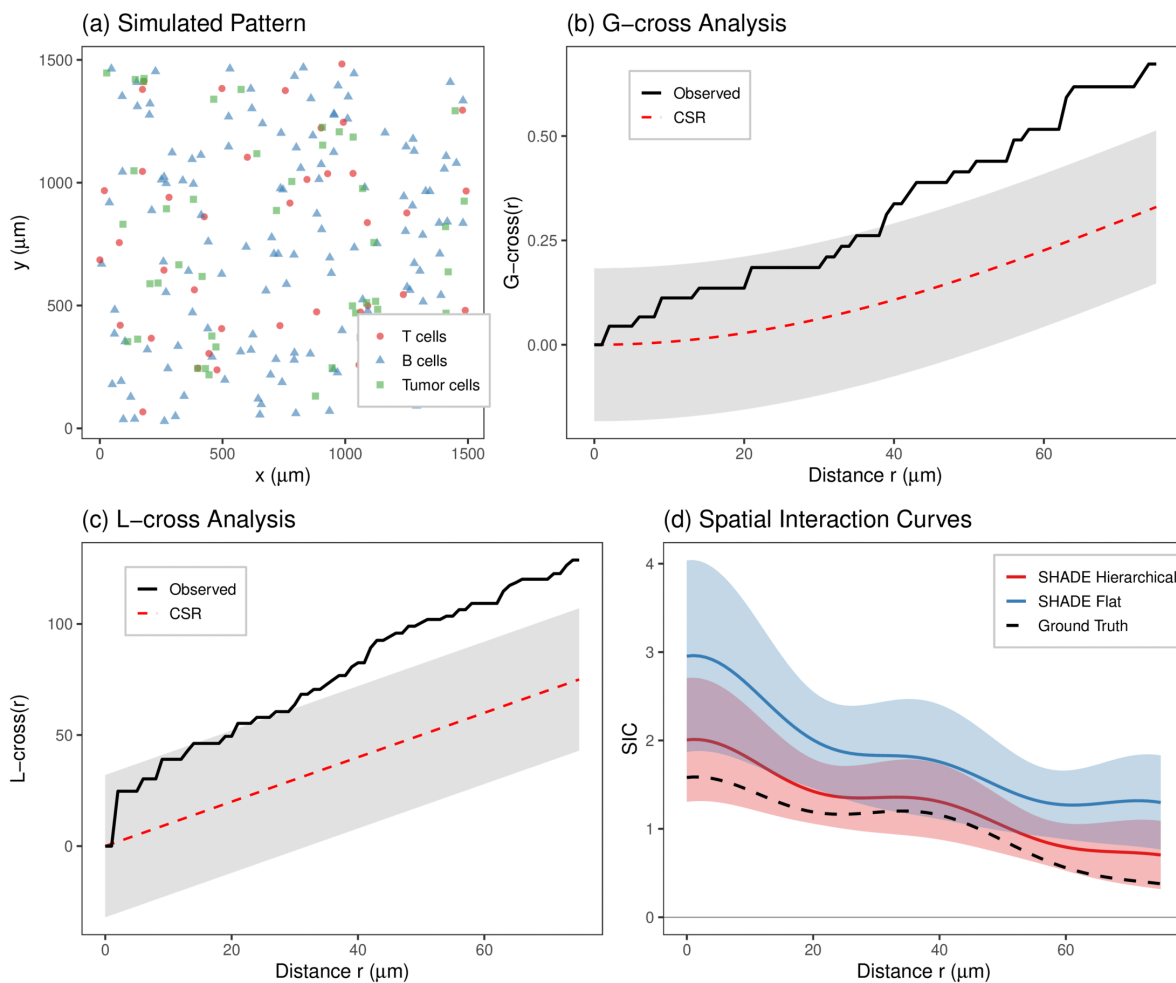 (a) Simulated Pattern
1500
1000
500
0
y (μm)
0
500
1000
1500
x (μm)
T cells
B cells
Tumor cells
(b) G−cross Analysis
0.50
0.25
0.00
G−cross(r)
0
20
40
60
Distance r (μm)
Observed
CSR
(c) L−cross Analysis
100
50
0
L−cross(r)
0
20
40
60
Distance r (μm)
Observed
CSR
(d) Spatial Interaction Curves
4
3
2
1
0
SIC
0
20
40
60
Distance r (μm)
SHADE Hierarchical
SHADE Flat
Ground Truth